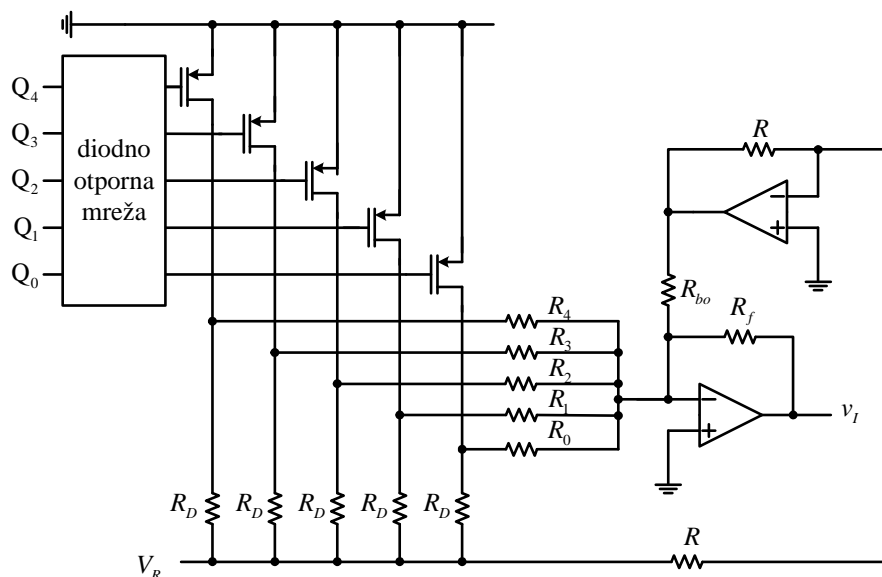 Q4
Q3
Q2
Q1
Q0
diodno
otporna
mreža
R
Rbo
Rf
R4
R3
R2
R1
R0
vI
RD
RD
RD
RD
RD
R
VR